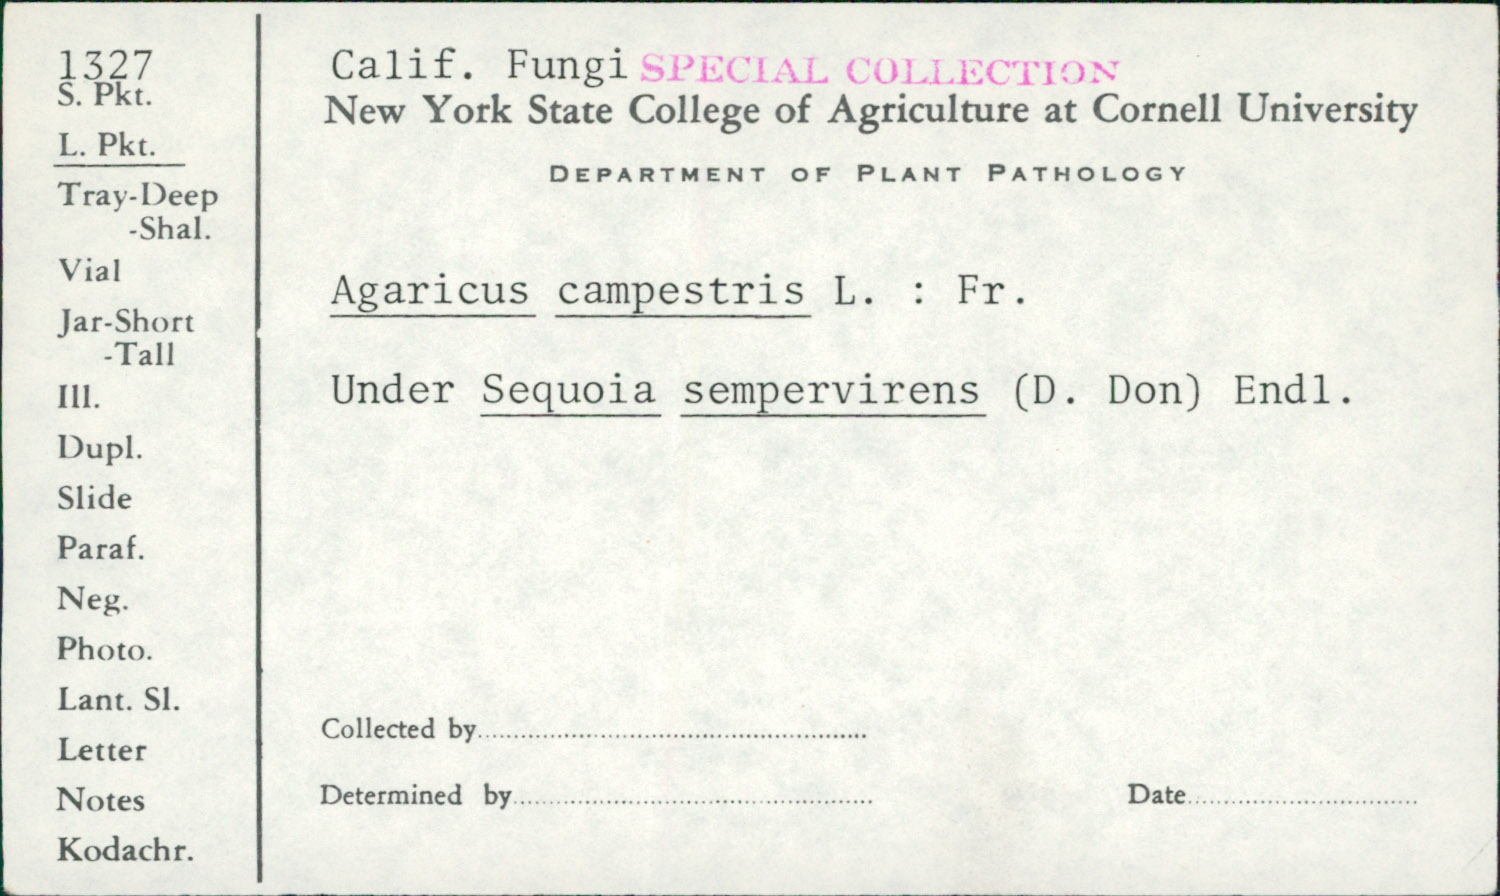 1327
S. Pkt.
L. Pkt.
Tray-Deep
-Shal.
Vial
Jar-Short
-Tall
Ill.
Dupl.
Slide
Paraf.
Neg.
Photo.
Lant. Sl.
Letter
Notes
Kodachr.
Calif. Fungi SPECIAL COLLECTION
New York State College of Agriculture at Cornell University
DEPARTMENT OF PLANT PATHOLOGY
Agaricus campestris L. : Fr.
Under Sequoia sempervirens (D. Don) Endl.
Collected by
Determined by
Date